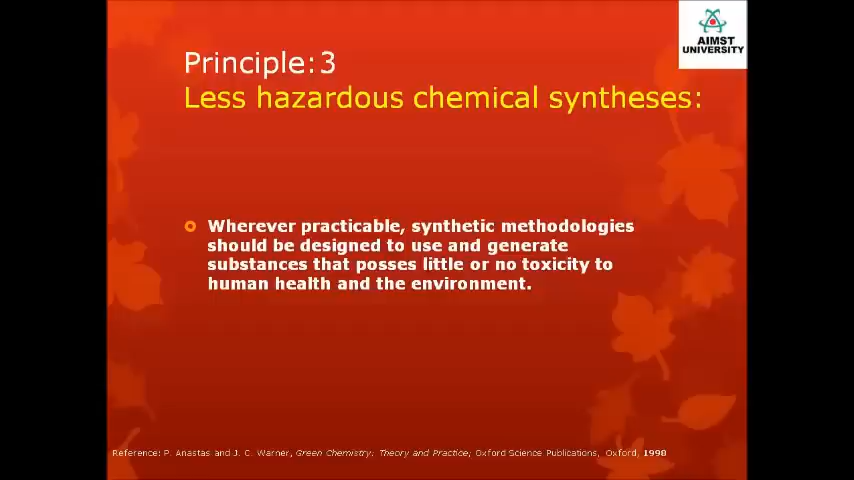 AIMST
UNIVERSITY
Principle:3
Less hazardous chemical syntheses:
Wherever practicable, synthetic methodologies
should be designed to use and generate
substances that posses little or no toxicity to
human health and the environment.
Reference: P. Anastas and J. C. Warner, Green Chemistry: Theory and Practice; Oxford Science Publications, Oxford, 1998